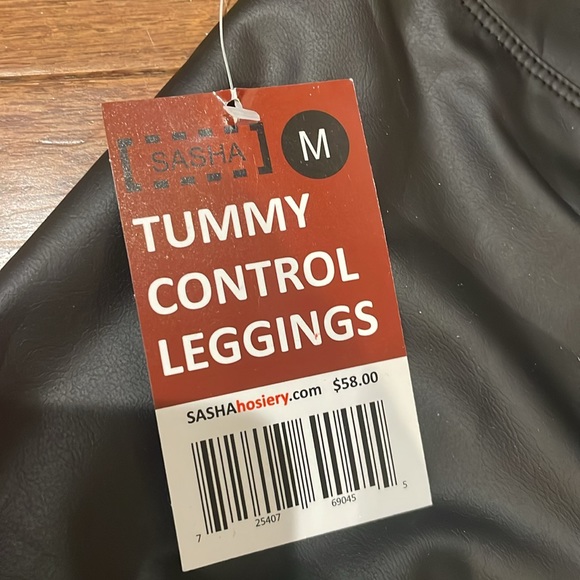 SASHA
M
TUMMY
CONTROL
LEGGINGS
SASHAhosiery.com $58.00
7 25407 69045 5